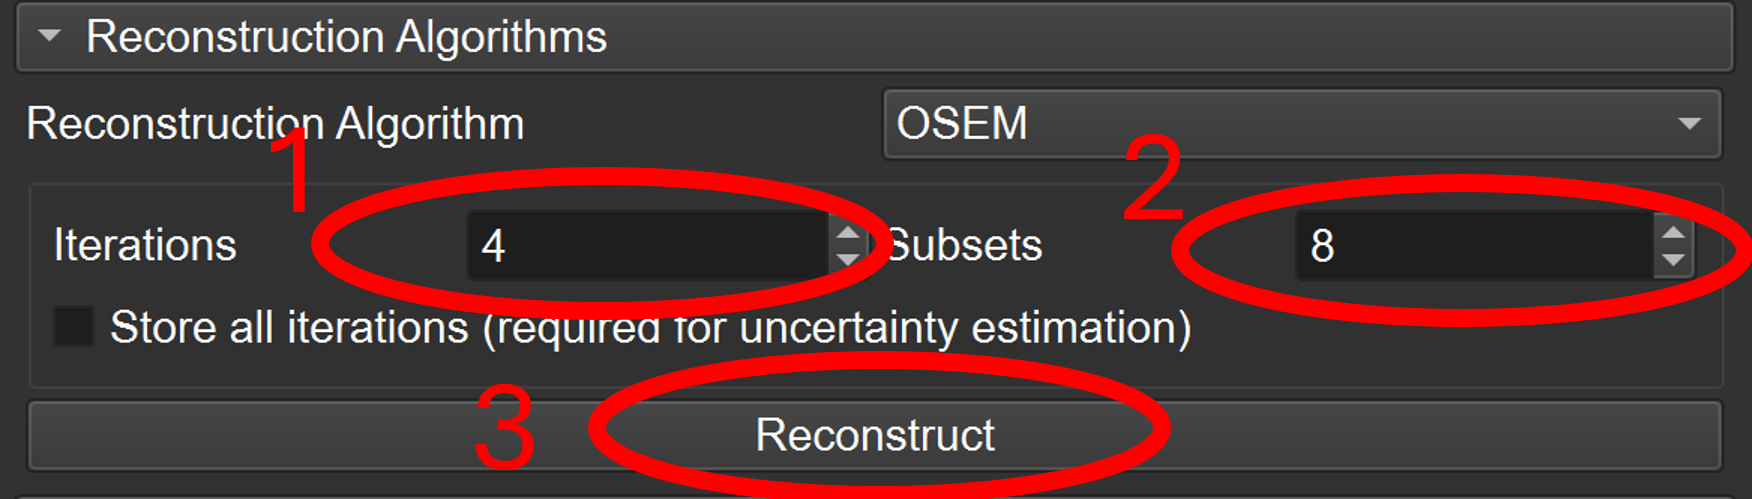 Reconstruction Algorithms
Reconstruction Algorithm OSEM
1 2
Iterations 4 Subsets 8
Store all iterations (required for uncertainty estimation)
3 Reconstruct